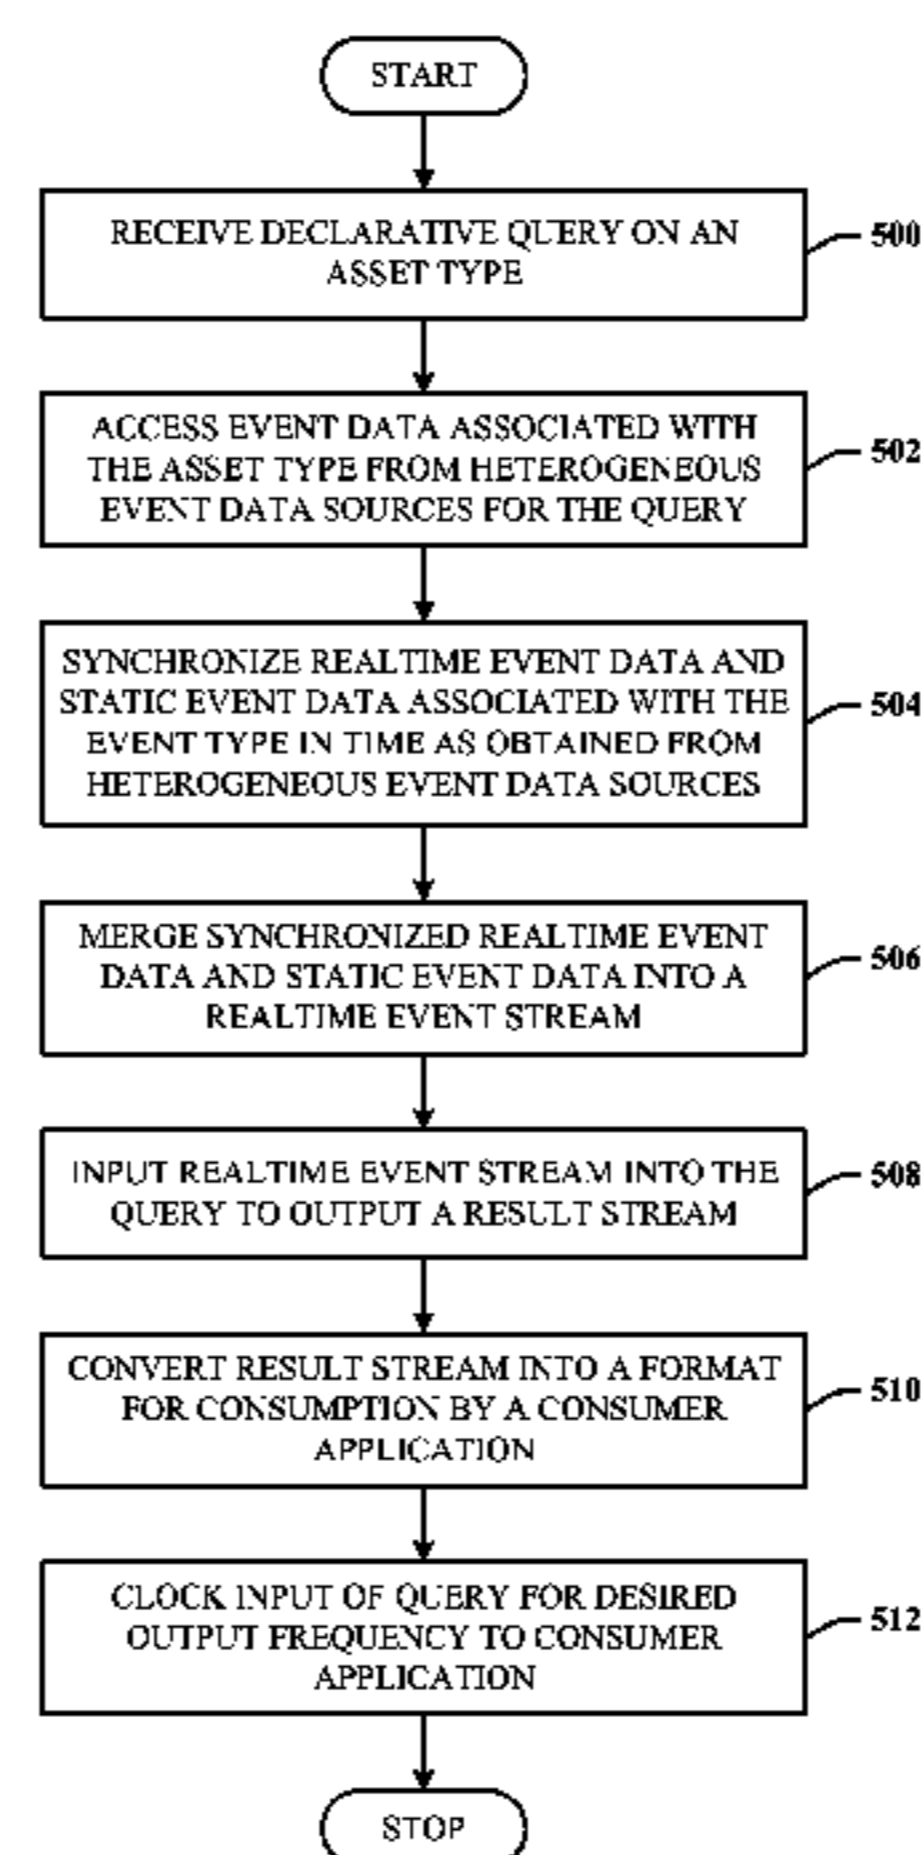 START
RECEIVE DECLARATIVE QUERY ON AN
ASSET TYPE
500
ACCESS EVENT DATA ASSOCIATED WITH
THE ASSET TYPE FROM HETEROGENEOUS
EVENT DATA SOURCES FOR THE QUERY
502
SYNCHRONIZE REALTIME EVENT DATA AND
STATIC EVENT DATA ASSOCIATED WITH THE
EVENT TYPE IN TIME AS OBTAINED FROM
HETEROGENEOUS EVENT DATA SOURCES
504
MERGE SYNCHRONIZED REALTIME EVENT
DATA AND STATIC EVENT DATA INTO A
REALTIME EVENT STREAM
506
INPUT REALTIME EVENT STREAM INTO THE
QUERY TO OUTPUT A RESULT STREAM
508
CONVERT RESULT STREAM INTO A FORMAT
FOR CONSUMPTION BY A CONSUMER
APPLICATION
510
CLOCK INPUT OF QUERY FOR DESIRED
OUTPUT FREQUENCY TO CONSUMER
APPLICATION
512
STOP